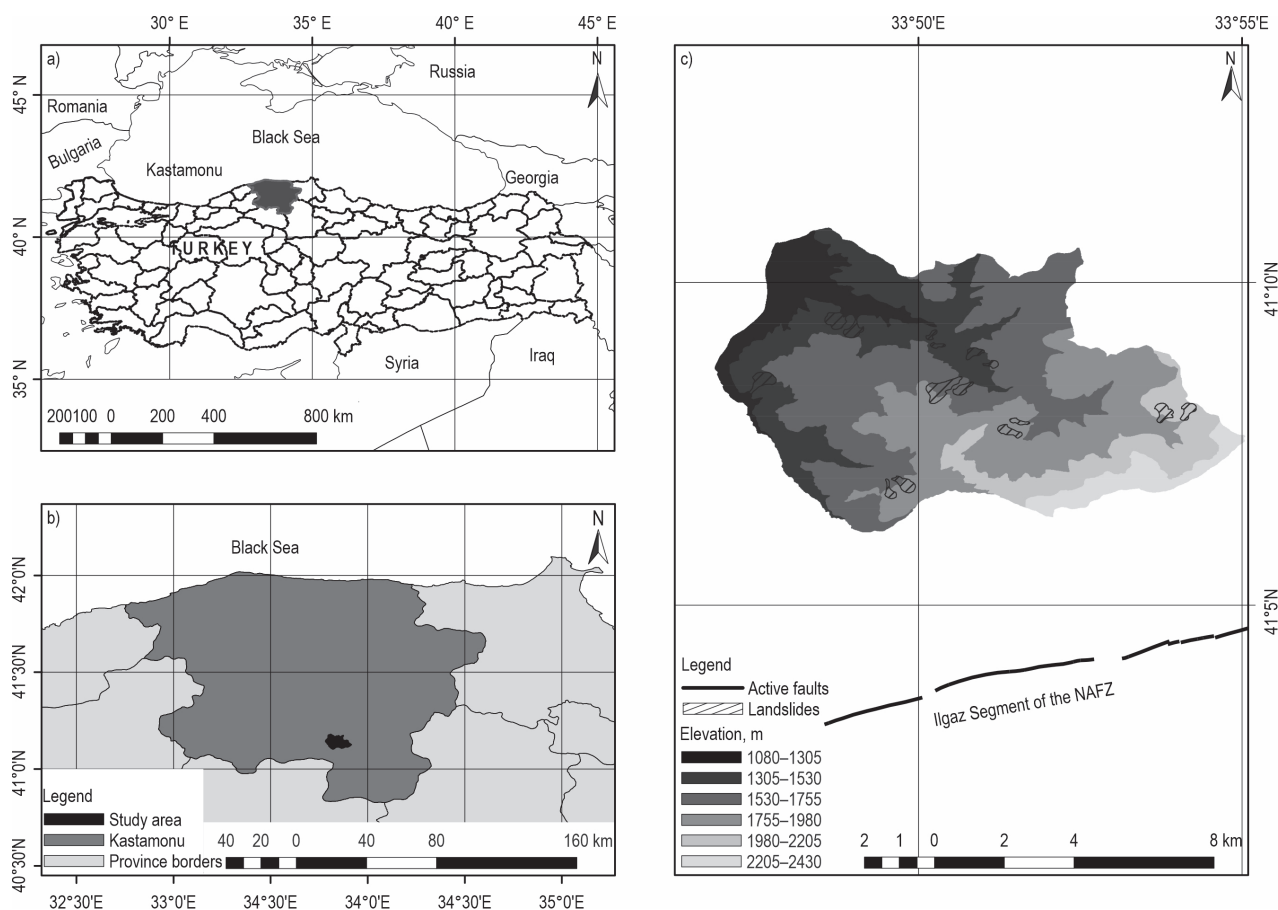 30° E 35° E 40° E 45° E
a)
N
Russia
45° N
Romania
Black Sea
Bulgaria
Kastamonu
Georgia
40° N
TURKEY
Syria
Iraq
35° N
200 100 0 200 400 800 km
b)
N
Black Sea
42°0'N
41°30'N
41°0'N
40°30'N
Legend
Study area
Kastamonu
Province borders
40 20 0 40 80 160 km
32°30'E 33°0'E 34°30'E 34°0'E 34°30'E 35°0'E
33°50'E 33°55'E
c)
N
41°10'N
41°5'N
Legend
Active faults
Landslides
Ilgaz Segment of the NAFZ
Elevation, m
1080–1305
1305–1530
1530–1755
1755–1980
1980–2205
2205–2430
2 1 0 2 4 8 km